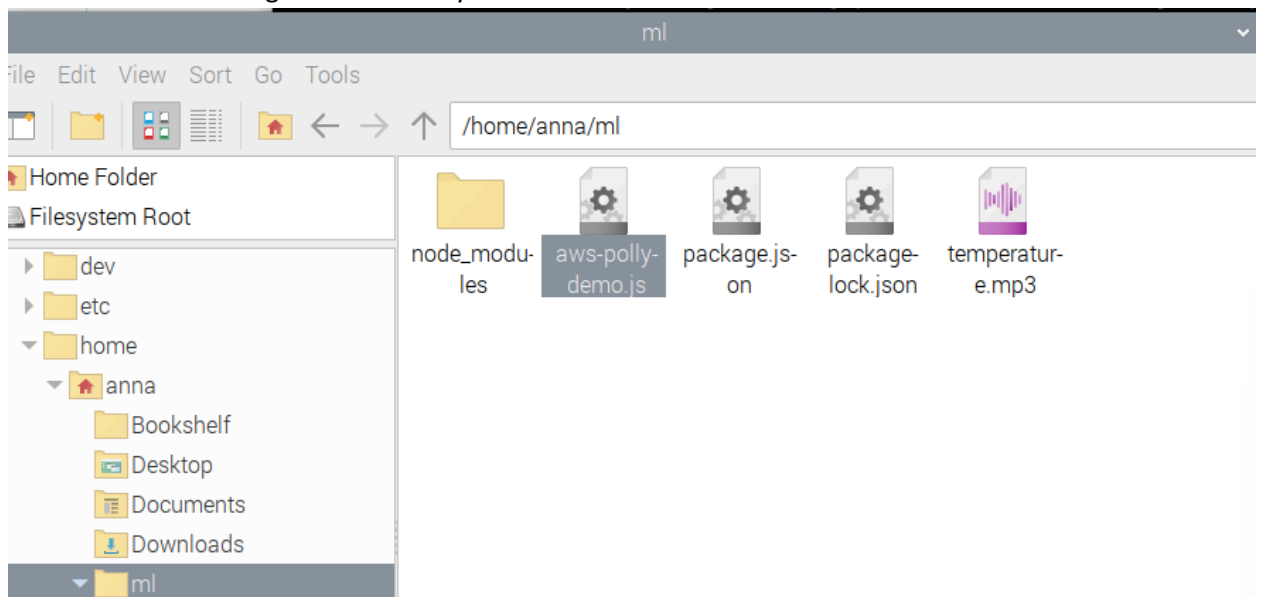 ml
File Edit View Sort Go Tools
/home/anna/ml
Home Folder
Filesystem Root
dev
etc
home
anna
Bookshelf
Desktop
Documents
Downloads
ml
node_modu-
les
aws-polly-
demo.js
package.js-
on
package-
lock.json
temperatur-
e.mp3